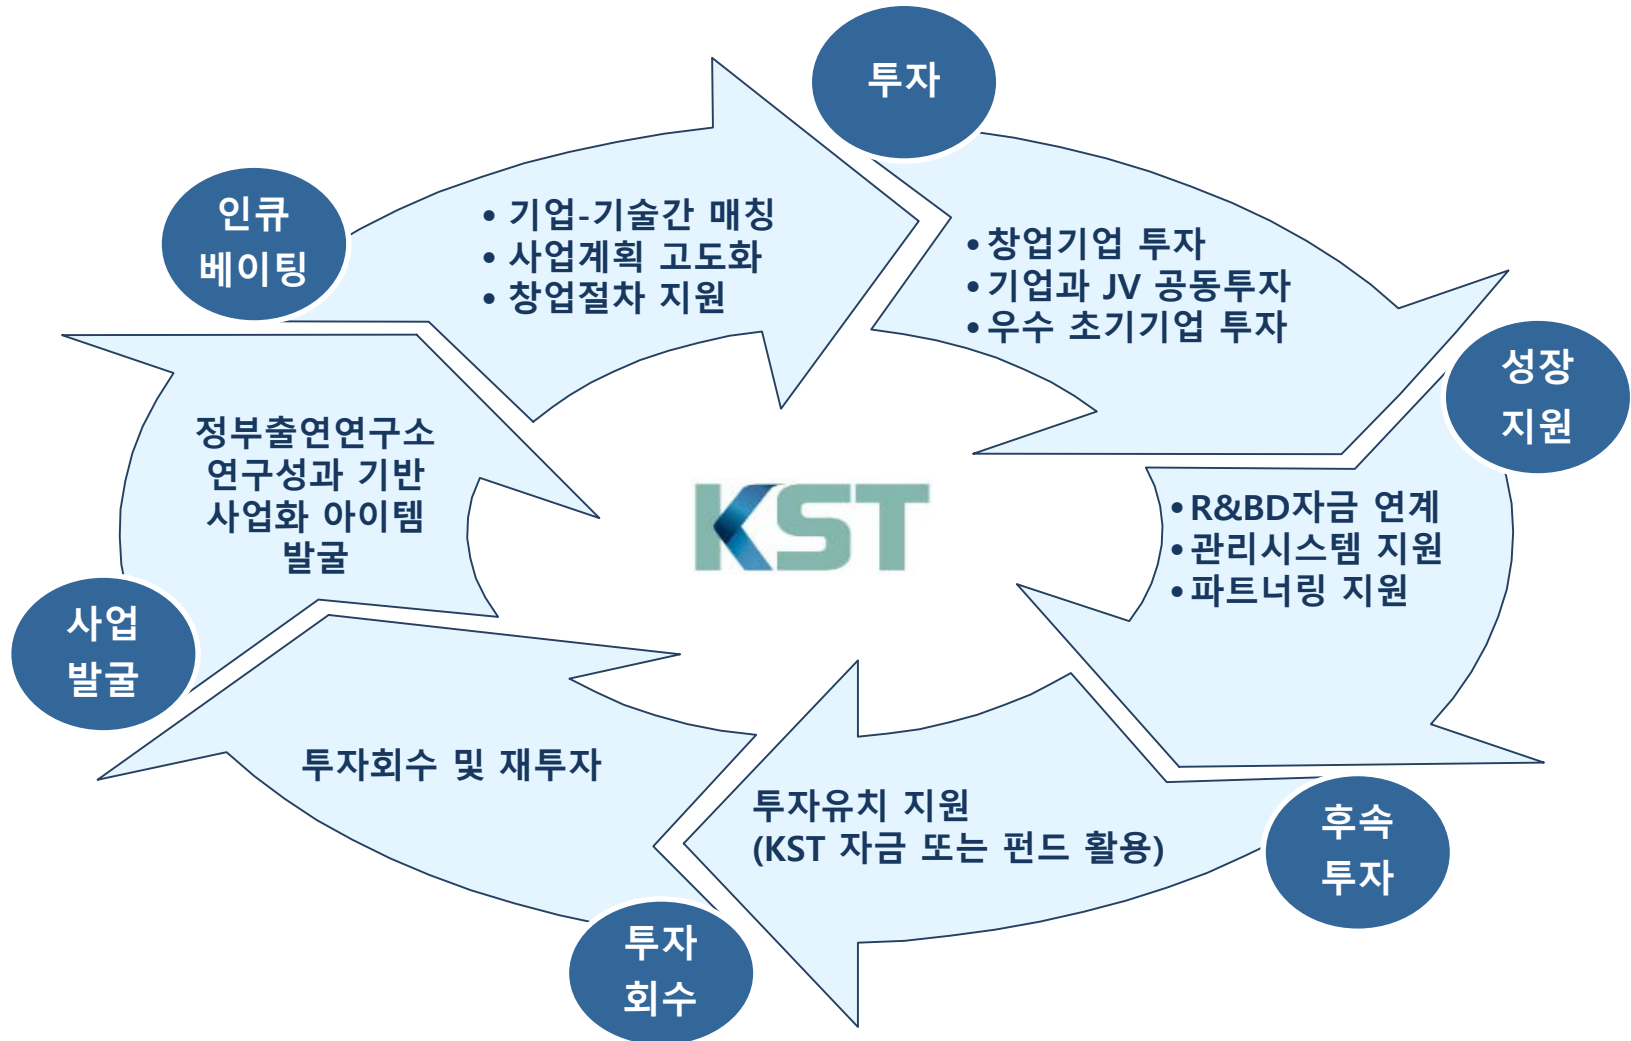 투자
인큐
베이팅
• 기업-기술간 매칭
• 사업계획 고도화
• 창업절차 지원
• 창업기업 투자
• 기업과 JV 공동투자
• 우수 초기기업 투자
성장
지원
정부출연연구소
연구성과 기반
사업화 아이템
발굴
KST
• R&BD자금 연계
• 관리시스템 지원
• 파트너링 지원
사업
발굴
투자회수 및 재투자
투자유치 지원
(KST 자금 또는 펀드 활용)
후속
투자
투자
회수